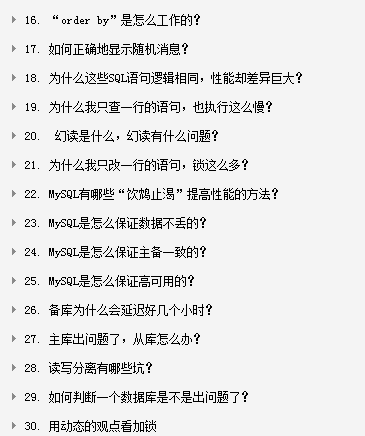 16. “order by”是怎么工作的？
17. 如何正确地显示随机消息？
18. 为什么这些SQL语句逻辑相同，性能却差异巨大？
19. 为什么我只查一行的语句，也执行这么慢？
20. 幻读是什么，幻读有什么问题？
21. 为什么我只改一行的语句，锁这么多？
22. MySQL有哪些“饮鸩止渴”提高性能的方法？
23. MySQL是怎么保证数据不丢的？
24. MySQL是怎么保证主备一致的？
25. MySQL是怎么保证高可用的？
26. 备库为什么会延迟好几个小时？
27. 主库出问题了，从库怎么办？
28. 读写分离有哪些坑？
29. 如何判断一个数据库是不是出问题了？
30. 用动态的观点看加锁